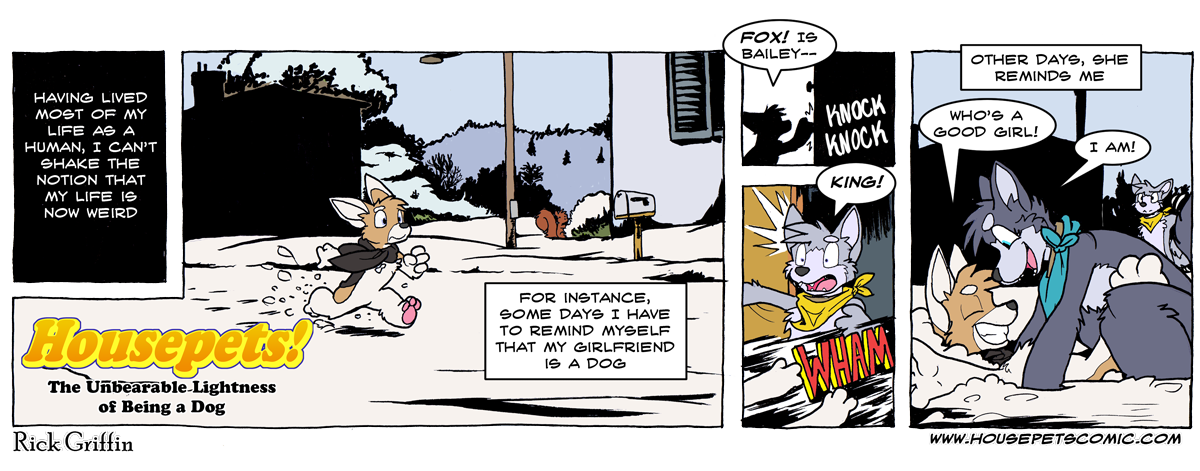 HAVING LIVED
MOST OF MY
LIFE AS A
HUMAN, I CAN'T
SHAKE THE
NOTION THAT
MY LIFE IS
NOW WEIRD
Housepets!
The Unbearable Lightness
of Being a Dog
Rick Griffin
FOR INSTANCE,
SOME DAYS I HAVE
TO REMIND MYSELF
THAT MY GIRLFRIEND
IS A DOG
FOX! IS
BAILEY--
KNOCK
KNOCK
KING!
WHAM
OTHER DAYS, SHE
REMINDS ME
WHO'S A
GOOD GIRL!
I AM!
WWW.HOUSEPETSCOMIC.COM